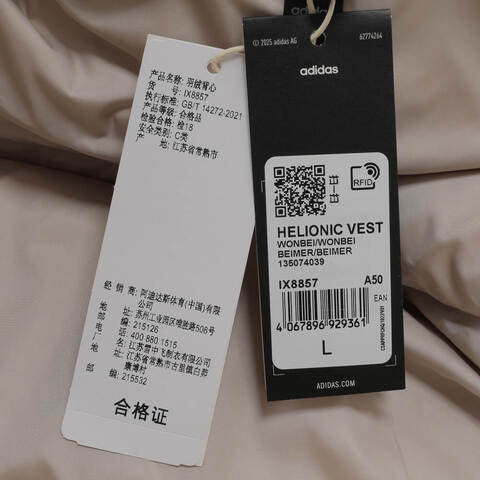 产品名称: 羽绒背心
货 号: IX8857
执行标准: GB/T 14272-2021
产品等级: 合格品
检验合格: 检18
安全类别: C类
产 地: 江苏省常熟市
经 销 商: 阿迪达斯体育(中国)有限
公司
地 址: 苏州工业园区唯胜路508号
邮 编: 215126
电 话: 400 880 1515
江苏雪中飞制衣有限公司
地 址: 江苏省常熟市古里镇白茆
康博村
邮 编: 215532
合格证
adidas
© 2025 adidas AG
62774264
adidas
RFID
HELIONIC VEST
WONBEI/WONBEI
BEIMER/BEIMER
135074039
IX8857
A50
EAN
4 067896 929361
L
ADIDAS.COM